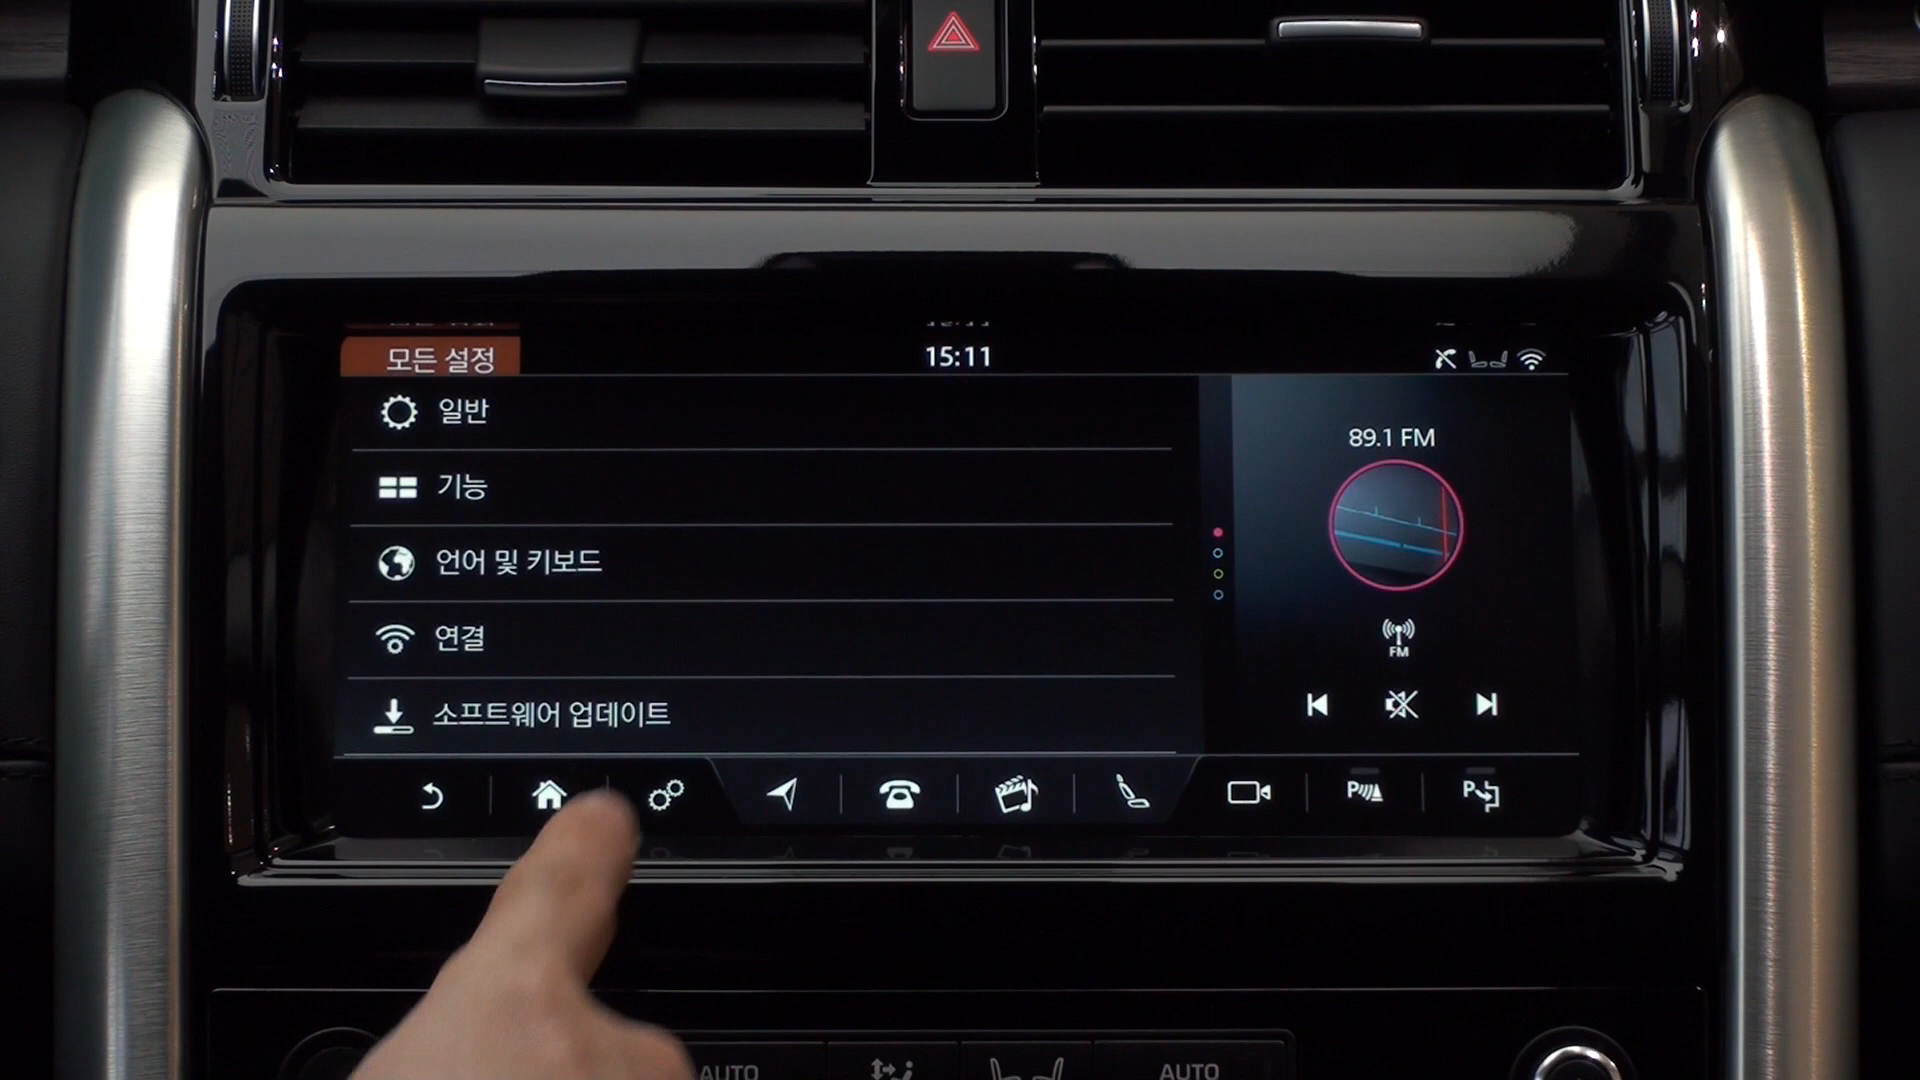 모든 설정
15:11
일반
기능
언어 및 키보드
연결
소프트웨어 업데이트
89.1 FM
FM
P
P
AUTO
AUTO